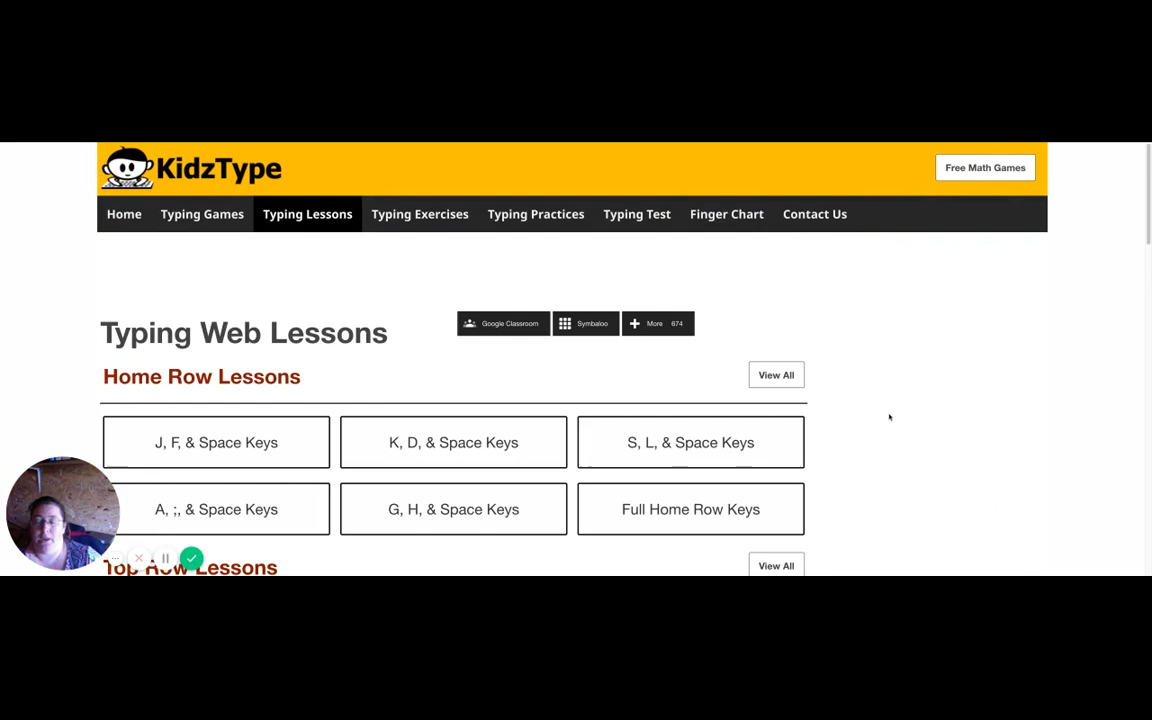 KidzType
Free Math Games
Home Typing Games Typing Lessons Typing Exercises Typing Practices Typing Test Finger Chart Contact Us
Typing Web Lessons
Google Classroom Symbaloo More 674
Home Row Lessons View All
J, F, & Space Keys K, D, & Space Keys S, L, & Space Keys
A, ;, & Space Keys G, H, & Space Keys Full Home Row Keys
Top Row Lessons View All